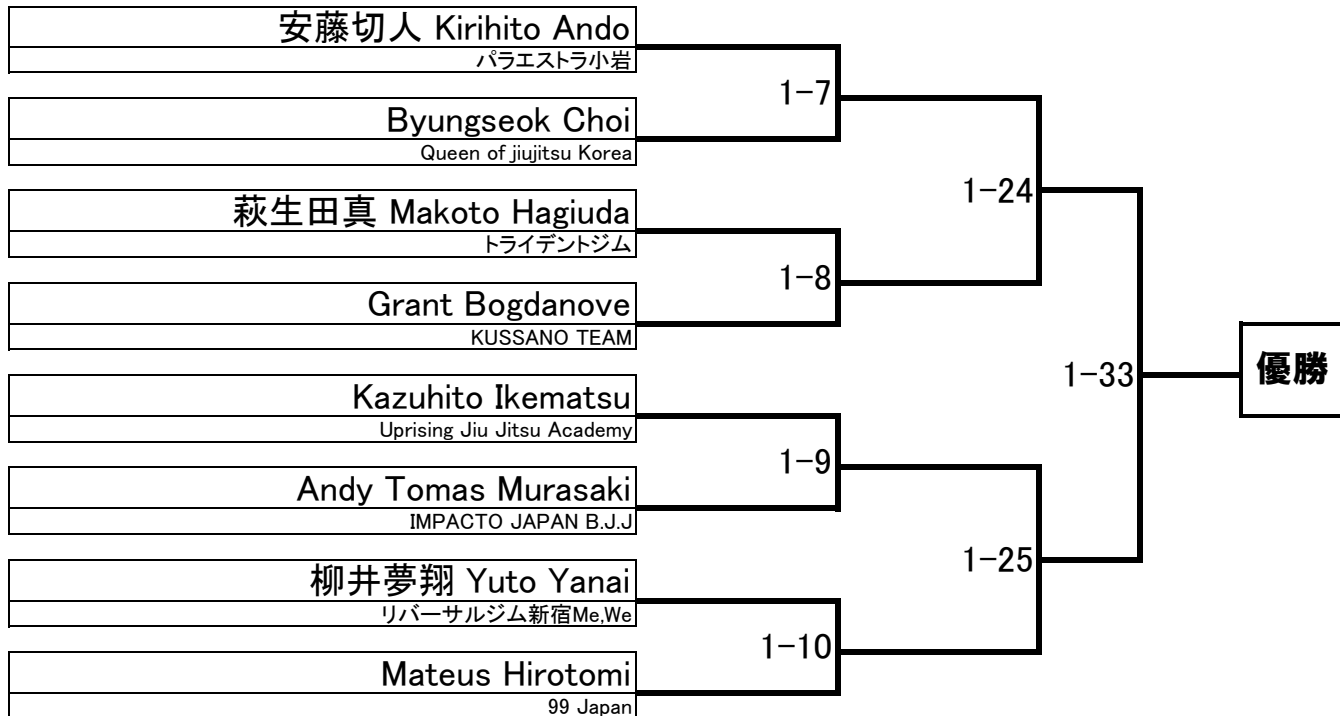 安藤切人 Kirihito Ando
パラエストラ小岩
1-7
Byungseok Choi
Queen of jiujitsu Korea
1-24
萩生田真 Makoto Hagiuda
トライデントジム
1-8
Grant Bogdanove
KUSSANO TEAM
1-33
優勝
Kazuhito Ikematsu
Uprising Jiu Jitsu Academy
1-9
Andy Tomas Murasaki
IMPACTO JAPAN B.J.J
1-25
柳井夢翔 Yuto Yanai
リバーサルジム新宿Me,We
1-10
Mateus Hirotomi
99 Japan